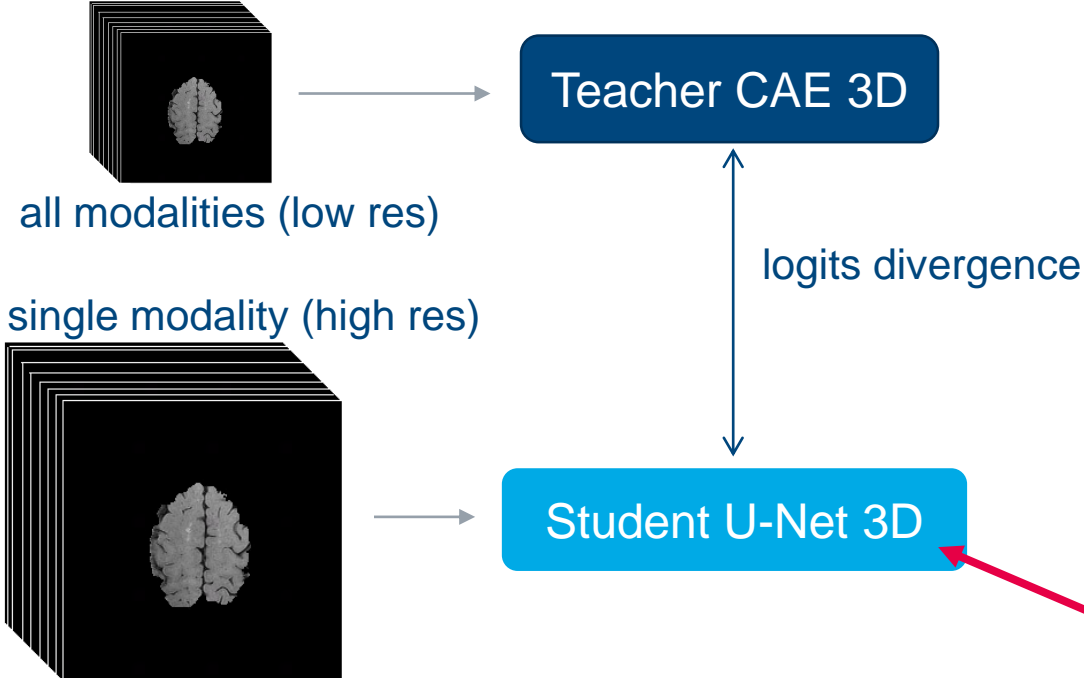 Teacher CAE 3D
all modalities (low res)
logits divergence
single modality (high res)
Student U-Net 3D